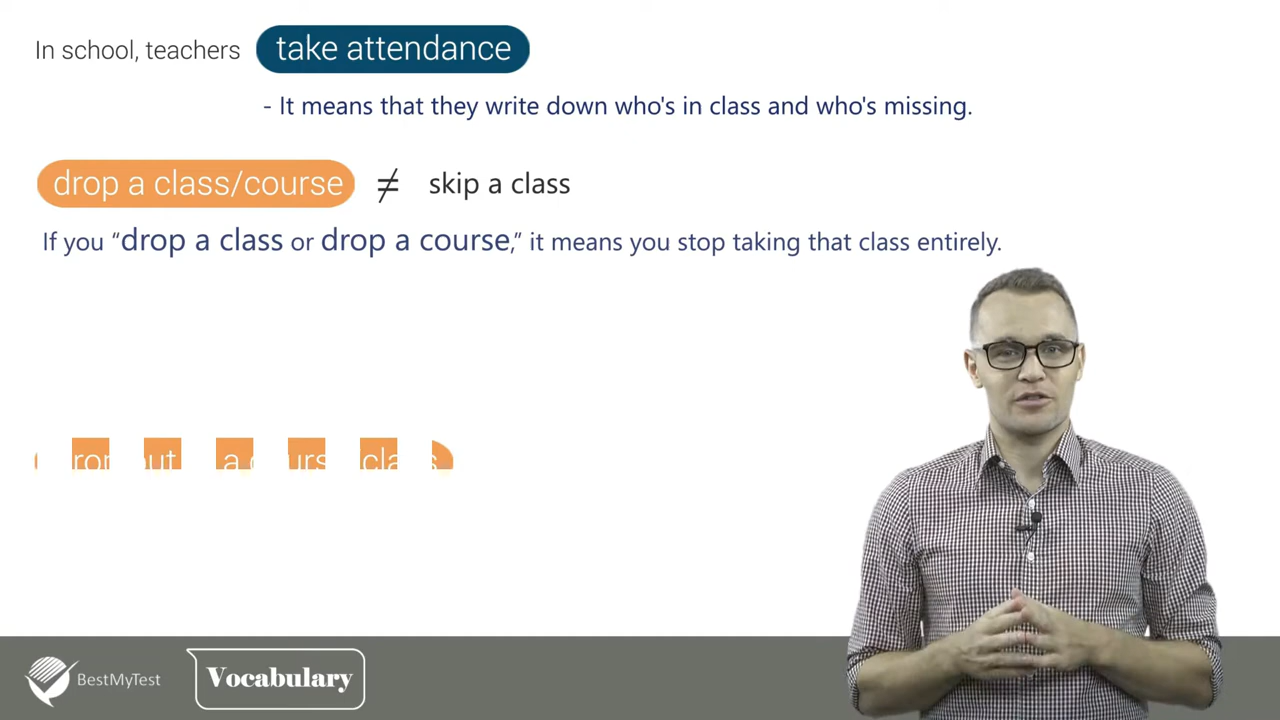 In school, teachers take attendance
- It means that they write down who's in class and who's missing.
drop a class/course ≠ skip a class
If you “drop a class or drop a course,” it means you stop taking that class entirely.
BestMyTest
Vocabulary